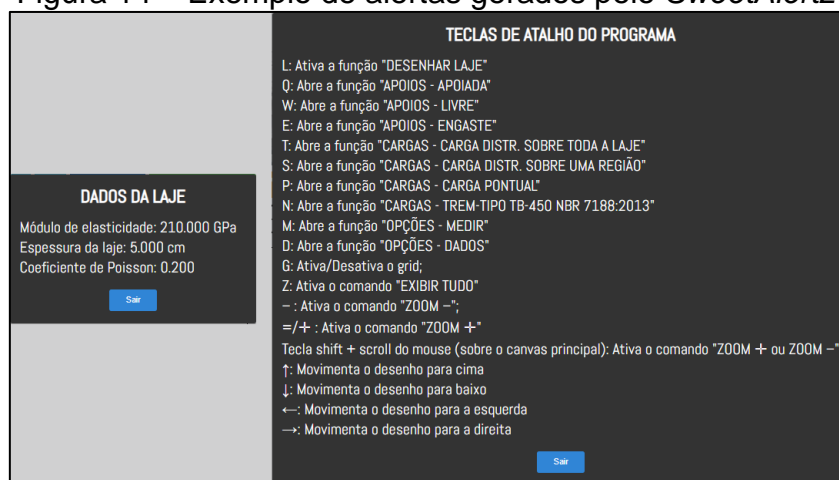 Figura 14 – Exemplo de alertas gerados pelo SweetAlert2
DADOS DA LAJE
Módulo de elasticidade: 210.000 GPa
Espessura da laje: 5.000 cm
Coeficiente de Poisson: 0.200
Sair
TECLAS DE ATALHO DO PROGRAMA
L: Ativa a função "DESENHAR LAJE"
Q: Abre a função "APOIOS - APOIADA"
W: Abre a função "APOIOS - LIVRE"
E: Abre a função "APOIOS - ENGASTE"
T: Abre a função "CARGAS - CARGA DISTR. SOBRE TODA A LAJE"
S: Abre a função "CARGAS - CARGA DISTR. SOBRE UMA REGIÃO"
P: Abre a função "CARGAS - CARGA PONTUAL"
N: Abre a função "CARGAS - TREM-TIPO TB-450 NBR 7188:2013"
M: Abre a função "OPÇÕES - MEDIR"
D: Abre a função "OPÇÕES - DADOS"
G: Ativa/Desativa o grid;
Z: Ativa o comando "EXIBIR TUDO"
− : Ativa o comando "ZOOM −";
=/+ : Ativa o comando "ZOOM +"
Tecla shift + scroll do mouse (sobre o canvas principal): Ativa o comando "ZOOM + ou ZOOM −"
↑: Movimenta o desenho para cima
↓: Movimenta o desenho para baixo
←: Movimenta o desenho para a esquerda
→: Movimenta o desenho para a direita
Sair